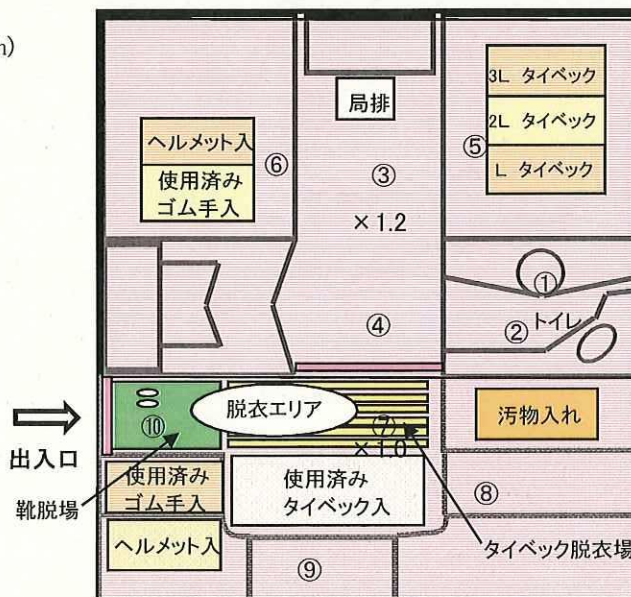 n)
3L タイベック
局排
2L タイベック
ヘルメット入
⑤
⑥
③
L タイベック
使用済み
ゴム手入
×1.2
①
④
②
トイレ
脱衣エリア
汚物入れ
⑩
⑦
×1.0
出入口
使用済み
ゴム手入
使用済み
タイベック入
靴脱場
⑧
ヘルメット入
タイベック脱衣場
⑨